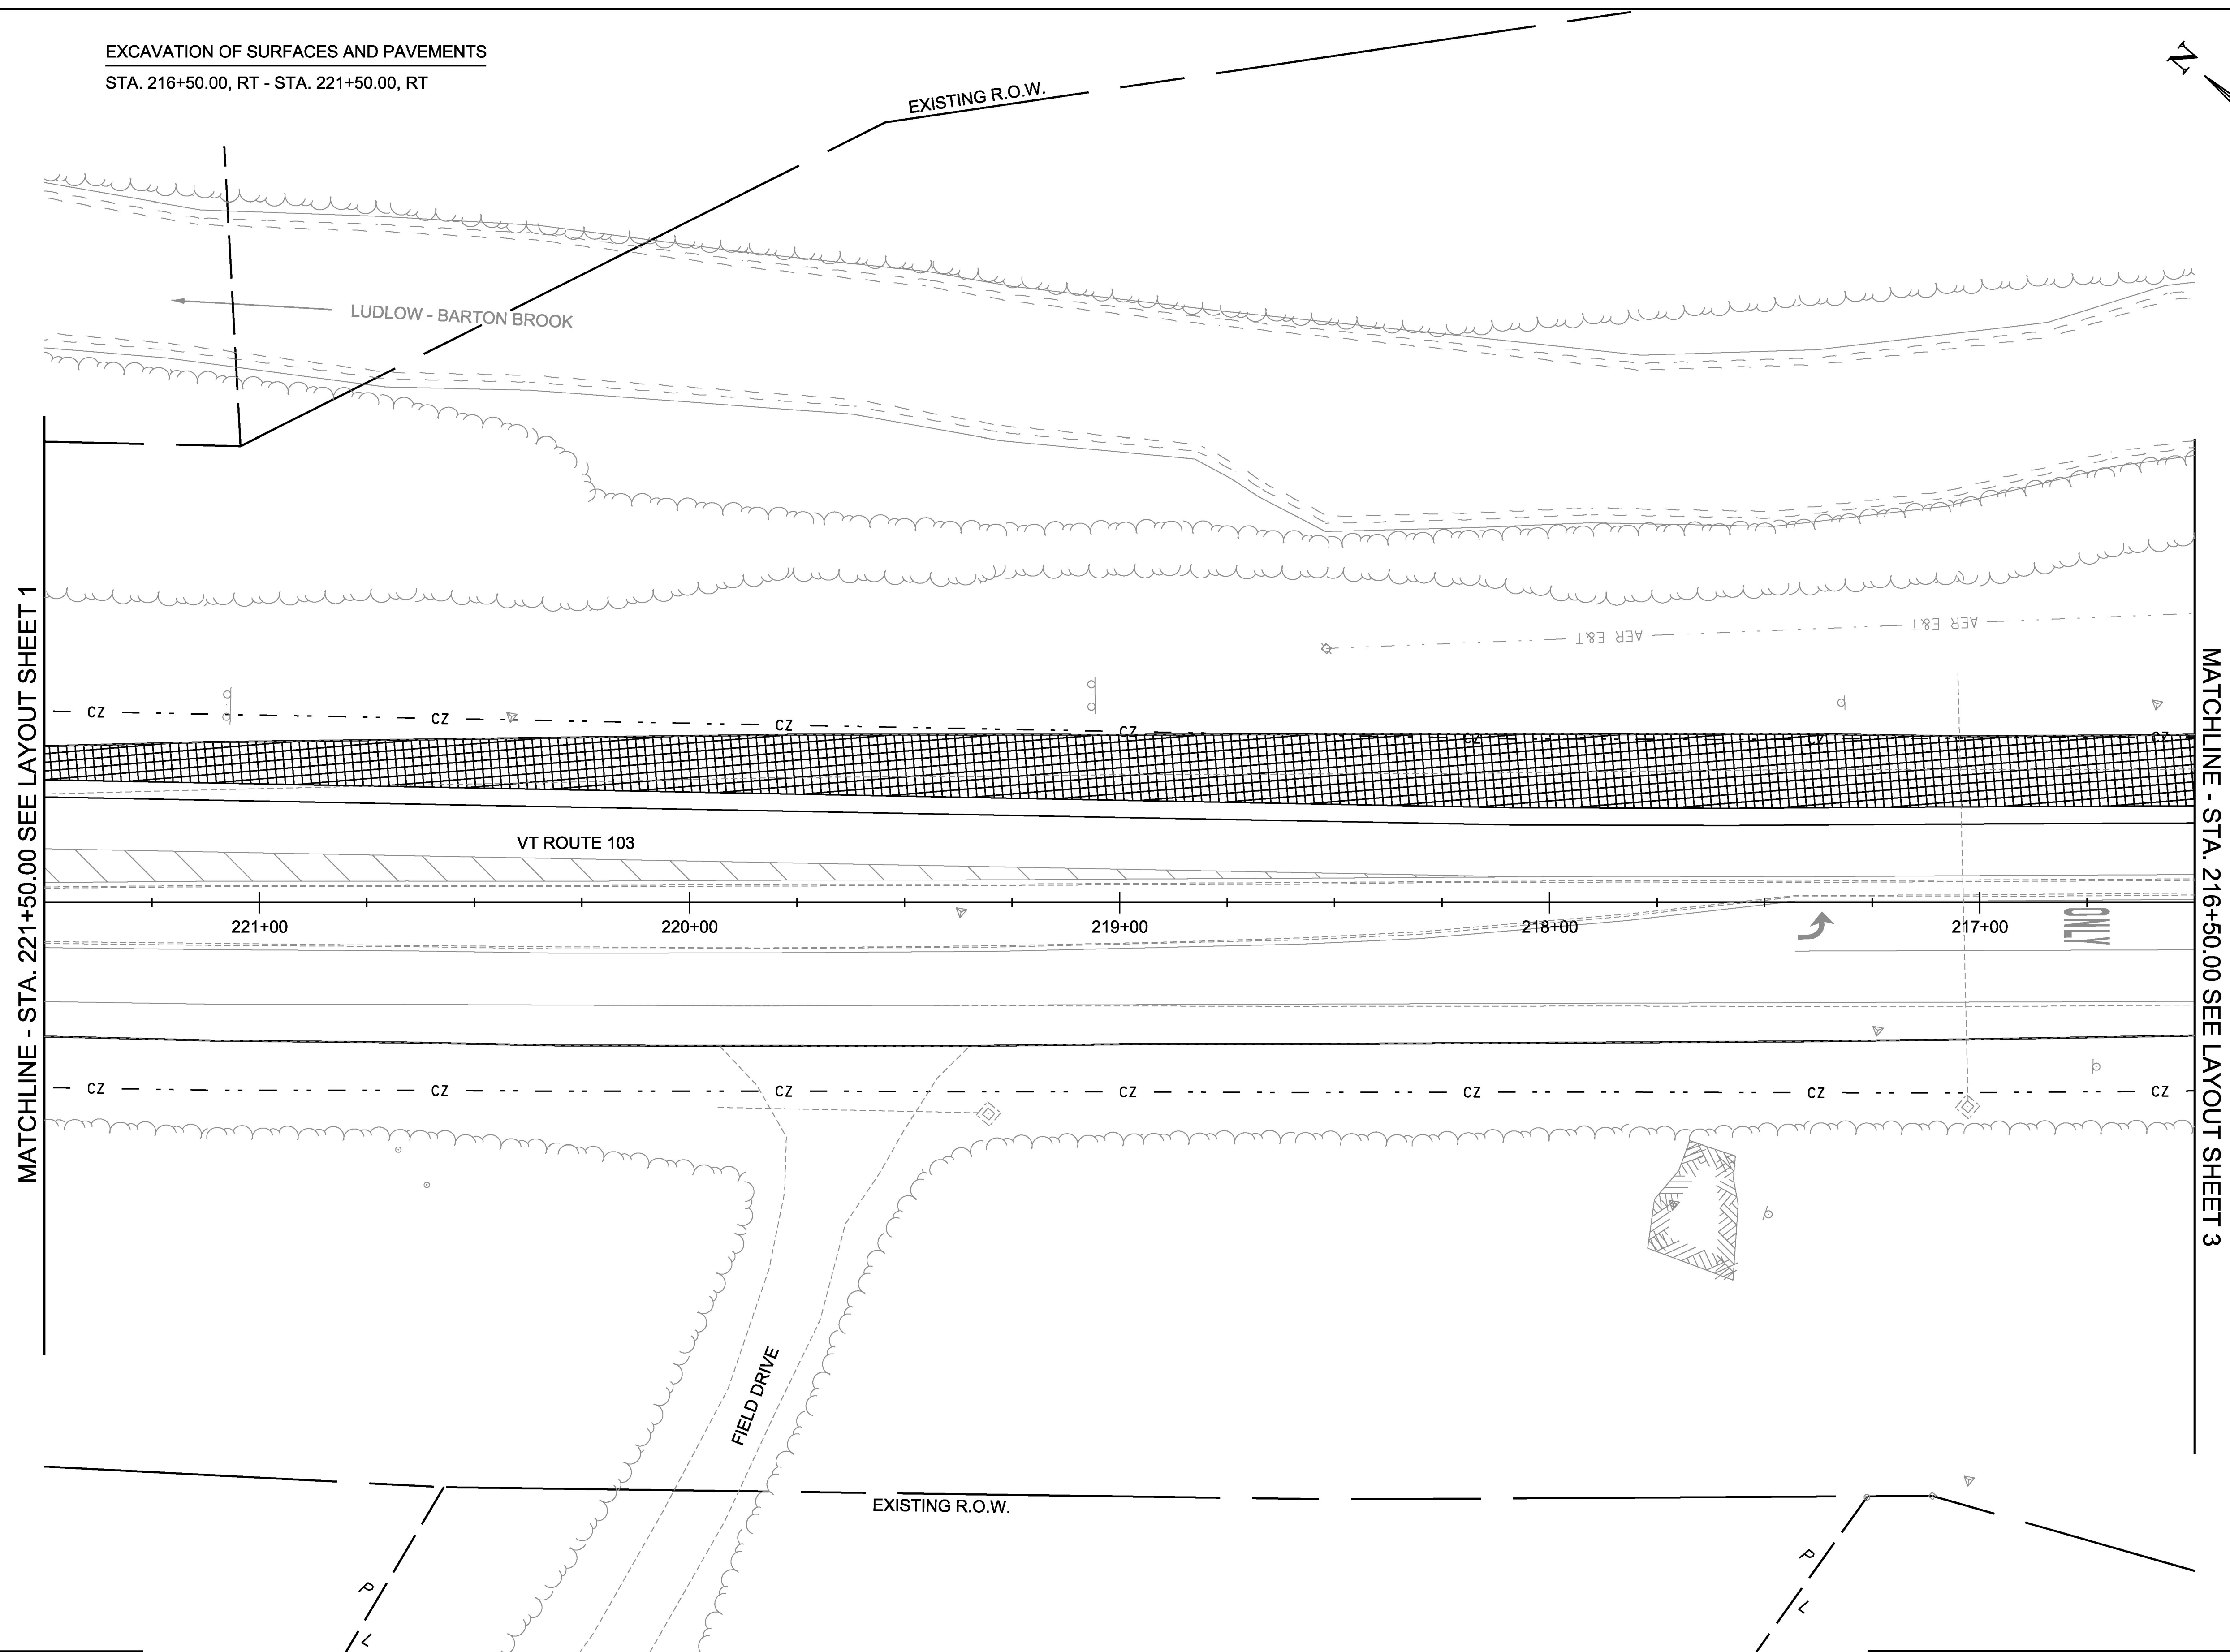 EXCAVATION OF SURFACES AND PAVEMENTS
STA. 216+50.00, RT - STA. 221+50.00, RT
N
EXISTING R.O.W.
LUDLOW - BARTON BROOK
MATCHLINE - STA. 221+50.00 SEE LAYOUT SHEET 1
MATCHLINE - STA. 216+50.00 SEE LAYOUT SHEET 3
AER E&T
AER E&T
CZ
CZ
CZ
CZ
CZ
CZ
CZ
VT ROUTE 103
221+00
220+00
219+00
218+00
217+00
ONLY
CZ
CZ
CZ
CZ
CZ
CZ
CZ
FIELD DRIVE
EXISTING R.O.W.
P
L
P
L